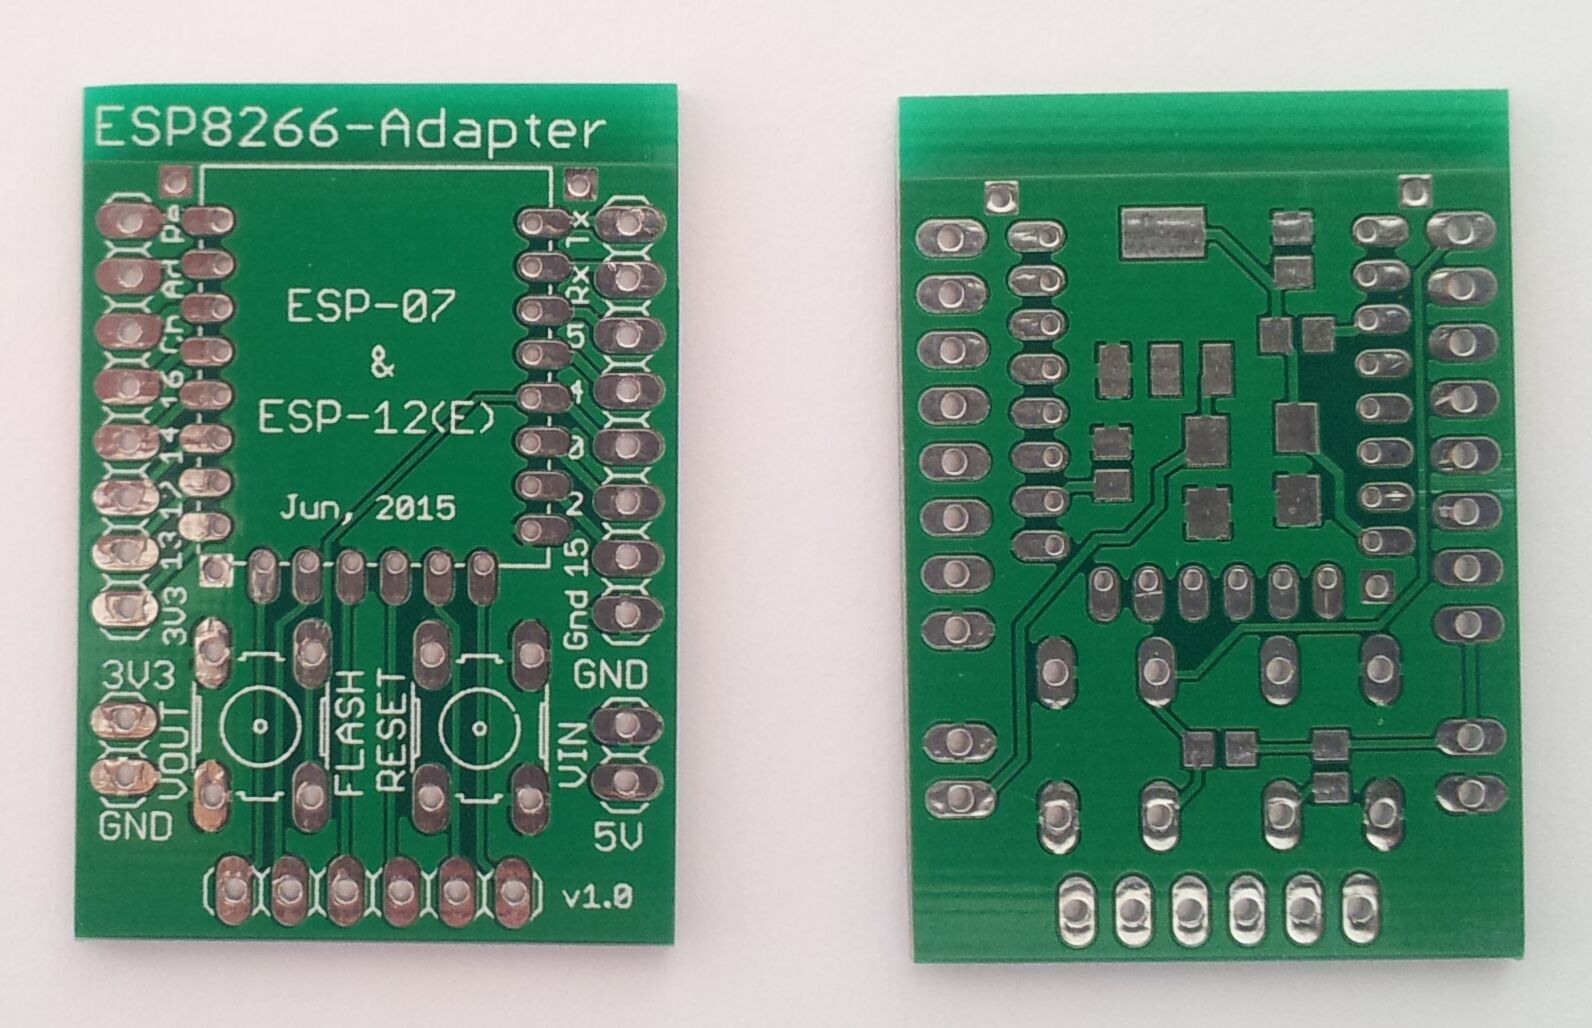 ESP8266-Adapter
Re
Ad
Ch
16
14
12
13
3V3
Tx
Rx
5
4
0
2
15
Gnd
ESP-07
&
ESP-12(E)
Jun, 2015
3V3
VOUT
GND
FLASH
RESET
GND
VIN
5V
v1.0